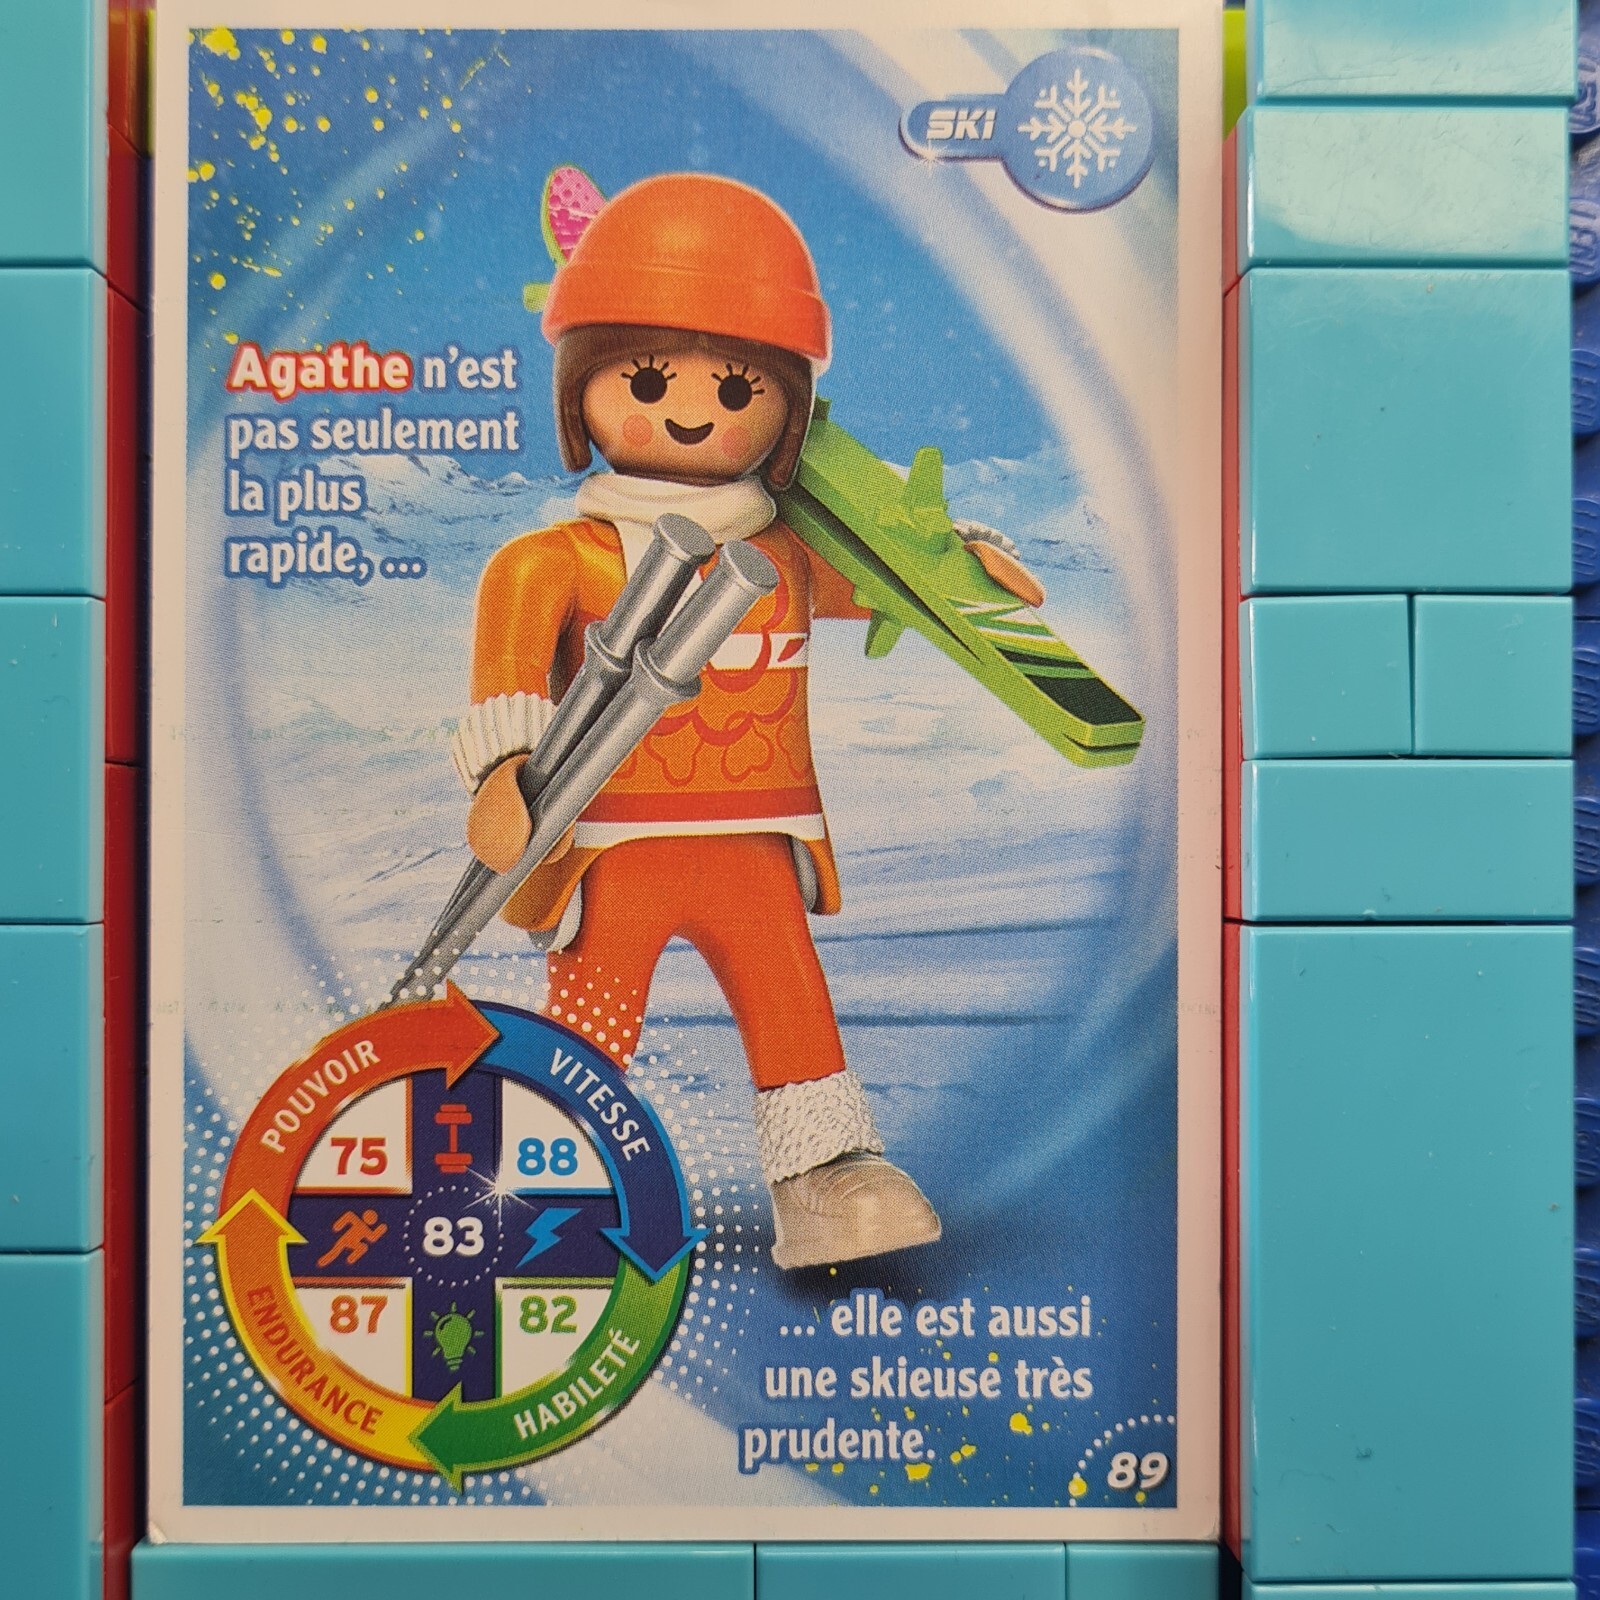 SKI
Agathe n'est
pas seulement
la plus
rapide, ...
POUVOIR
VITESSE
75
88
83
87
82
ENDURANCE
HABILETÉ
... elle est aussi
une skieuse très
prudente.
89